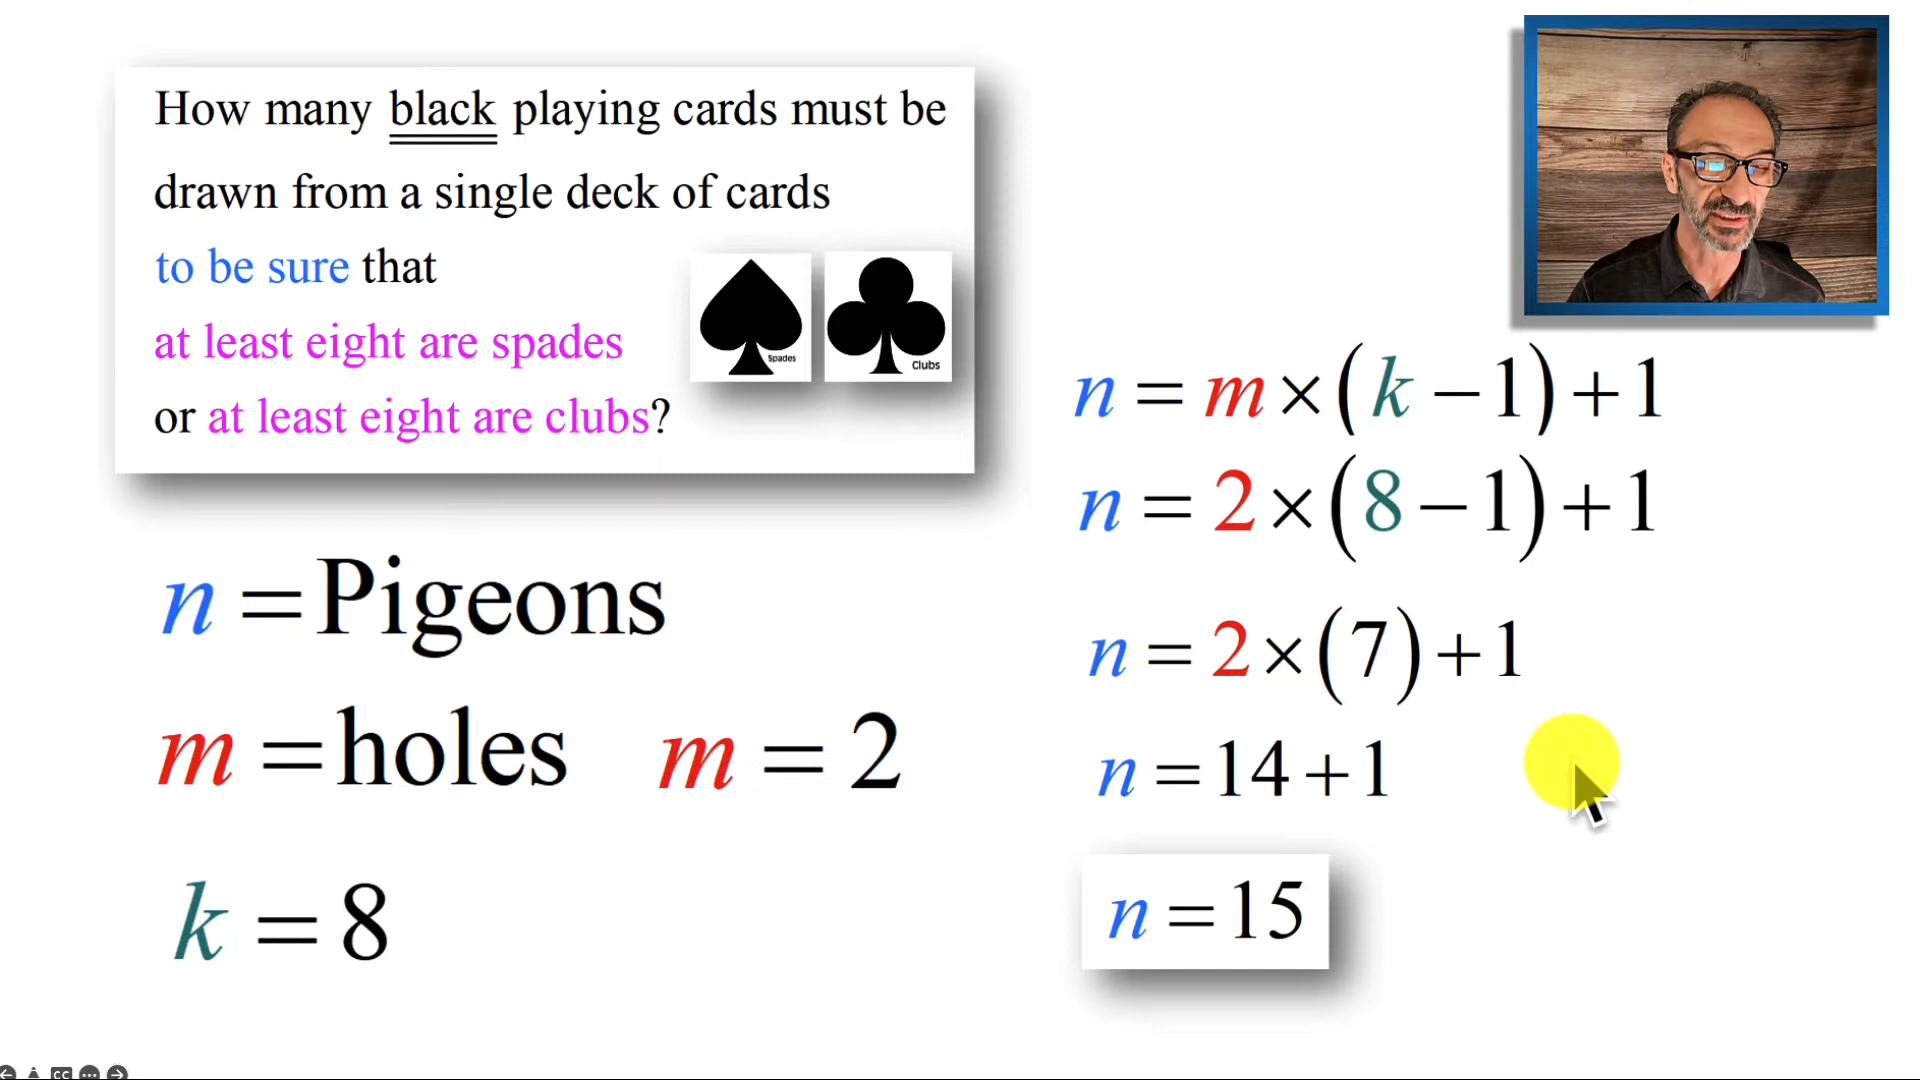 How many black playing cards must be
drawn from a single deck of cards
to be sure that
at least eight are spades
or at least eight are clubs?
Spades
Clubs
n = Pigeons
m = holes
m = 2
k = 8
n = m × (k − 1) + 1
n = 2 × (8 − 1) + 1
n = 2 × (7) + 1
n = 14 + 1
n = 15
CC